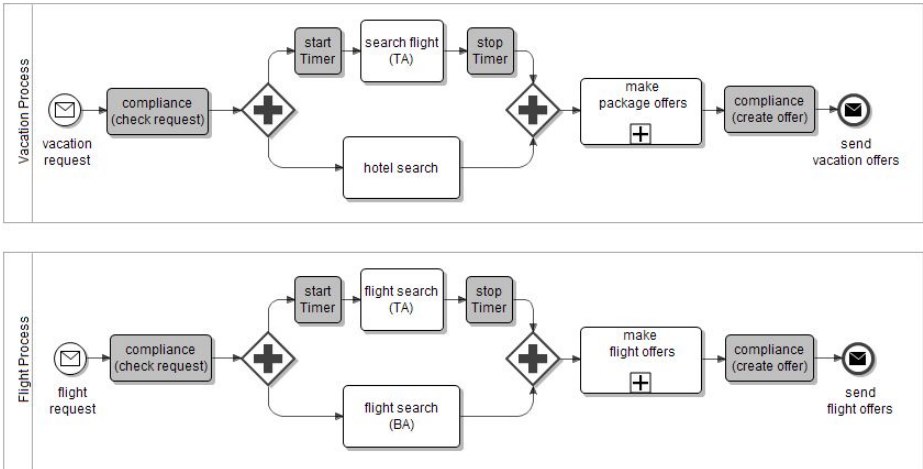 Vacation Process
vacation
request
compliance
(check request)
start
Timer
search flight
(TA)
stop
Timer
hotel search
make
package offers
compliance
(create offer)
send
vacation offers
Flight Process
flight
request
compliance
(check request)
start
Timer
flight search
(TA)
stop
Timer
flight search
(BA)
make
flight offers
compliance
(create offer)
send
flight offers